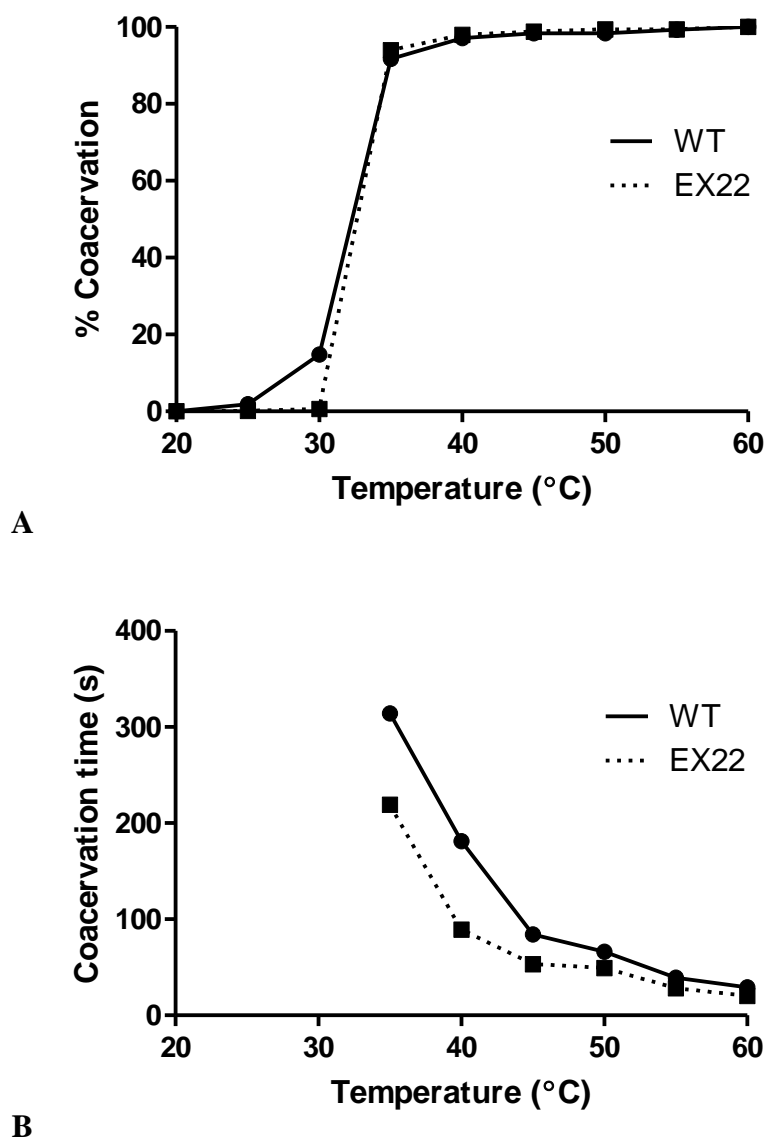 100
80
60
40
20
0
% Coacervation
WT
EX22
20 30 40 50 60
Temperature (°C)
A
400
300
200
100
0
Coacervation time (s)
WT
EX22
20 30 40 50 60
Temperature (°C)
B